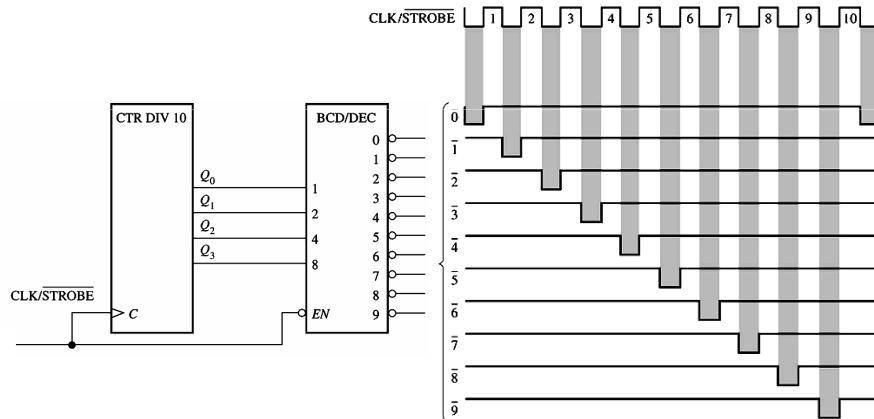 CLK/S̅T̅R̅O̅B̅E̅ 1 2 3 4 5 6 7 8 9 10
CTR DIV 10
Q₀
Q₁
Q₂
Q₃
CLK/S̅T̅R̅O̅B̅E̅
C
BCD/DEC
1
2
4
8
EN
0
1
2
3
4
5
6
7
8
9
0̅
1̅
2̅
3̅
4̅
5̅
6̅
7̅
8̅
9̅